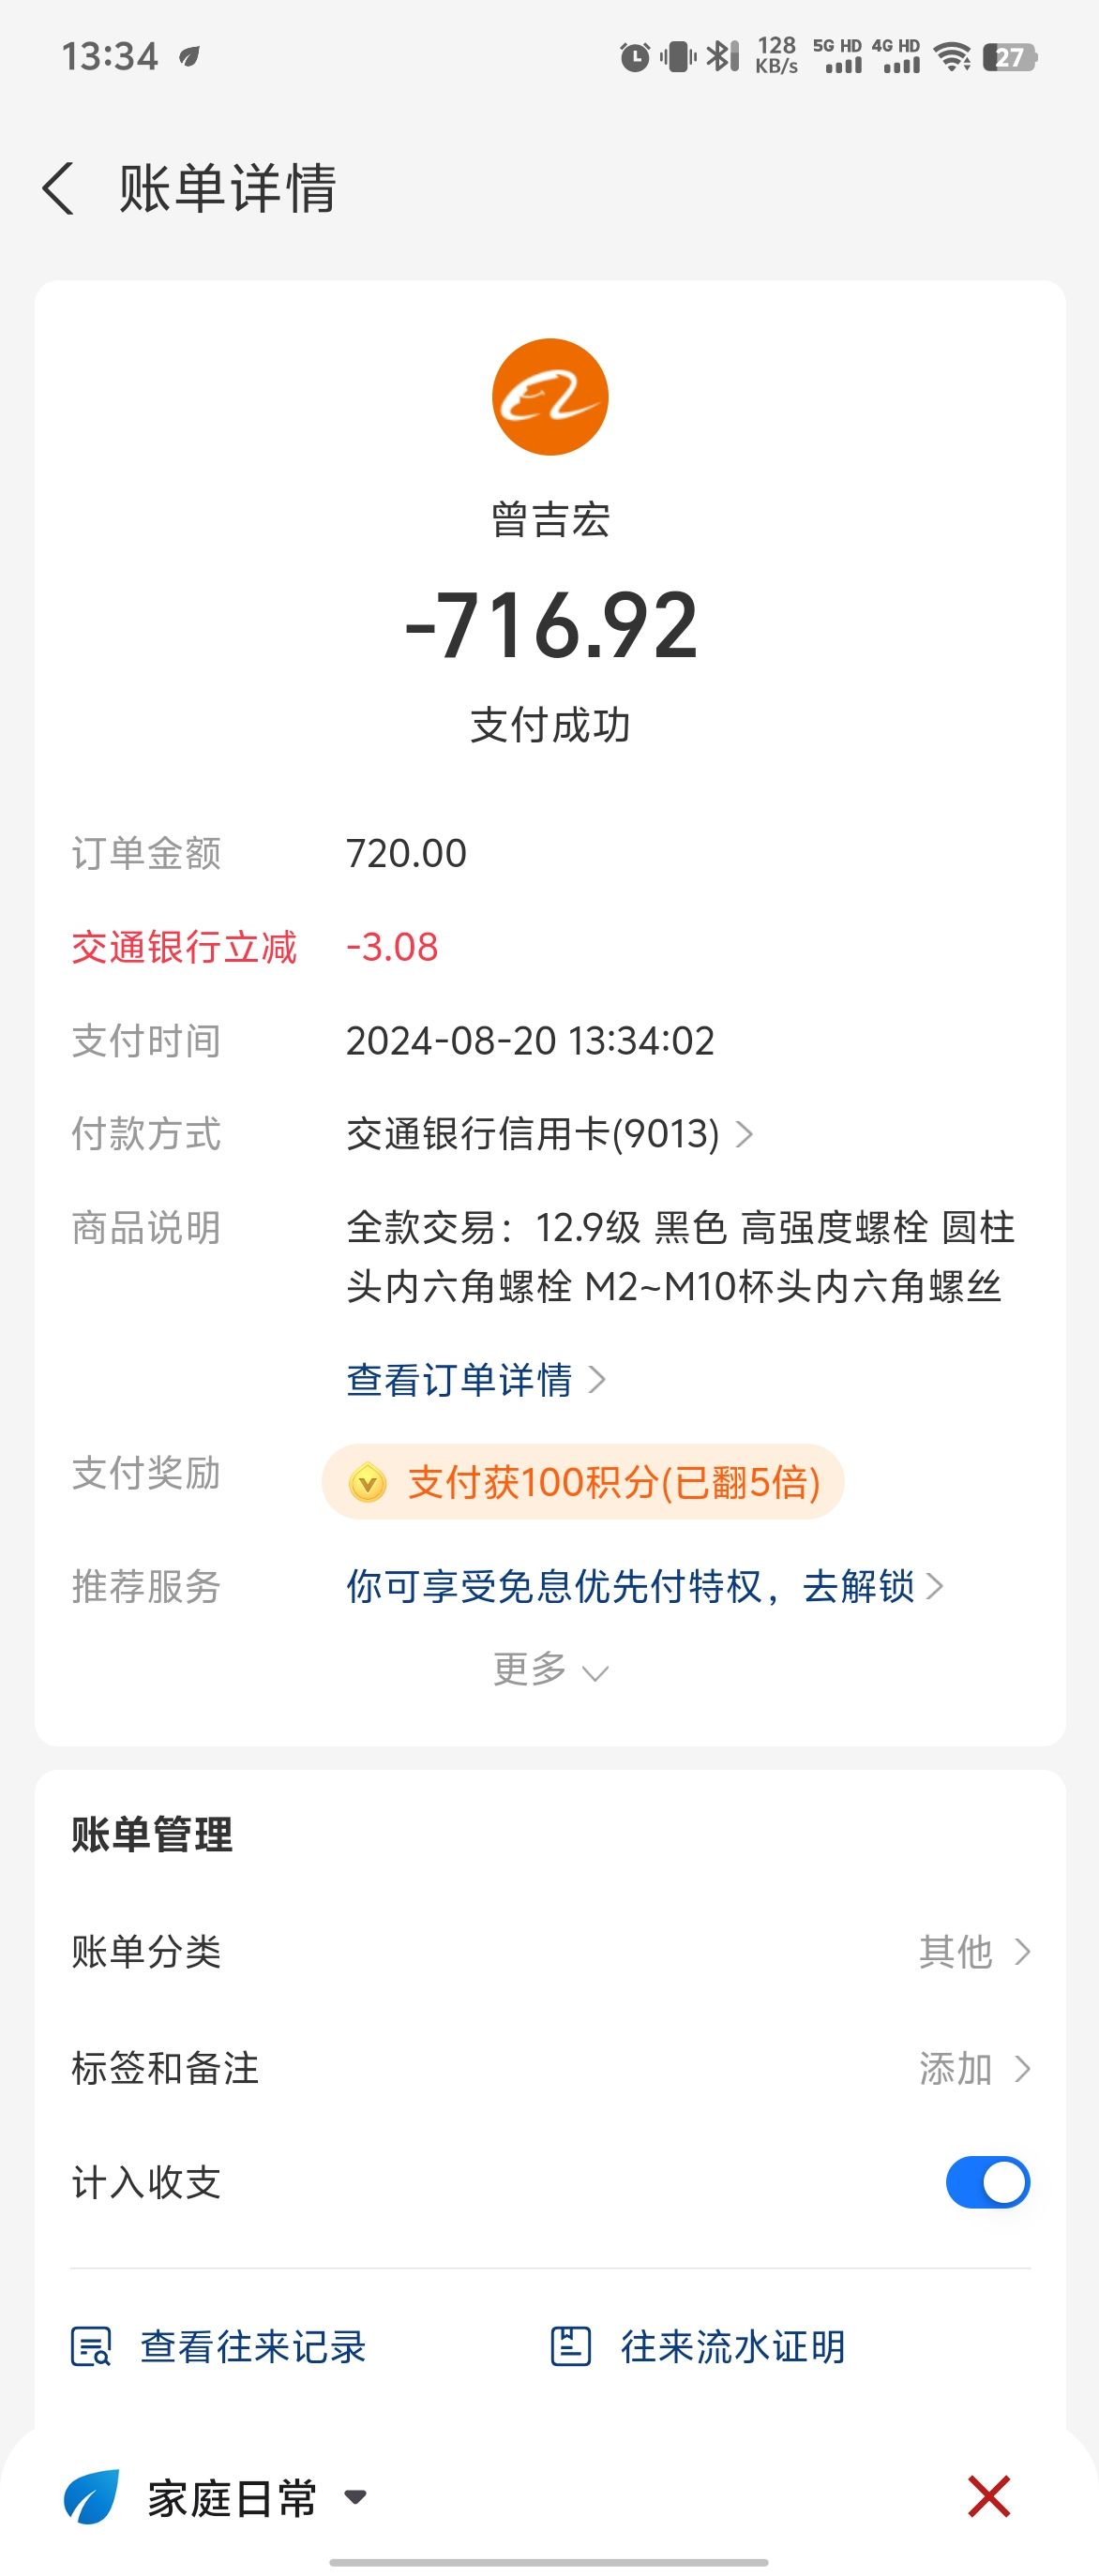 13:34
128 KB/s 5G HD 4G HD 27
账单详情
曾吉宏
-716.92
支付成功
订单金额 720.00
交通银行立减 -3.08
支付时间 2024-08-20 13:34:02
付款方式 交通银行信用卡(9013)
商品说明 全款交易：12.9级 黑色 高强度螺栓 圆柱
头内六角螺栓 M2~M10杯头内六角螺丝
查看订单详情
支付奖励 支付获100积分(已翻5倍)
推荐服务 你可享受免息优先付特权，去解锁
更多
账单管理
账单分类 其他
标签和备注 添加
计入收支
查看往来记录 往来流水证明
家庭日常